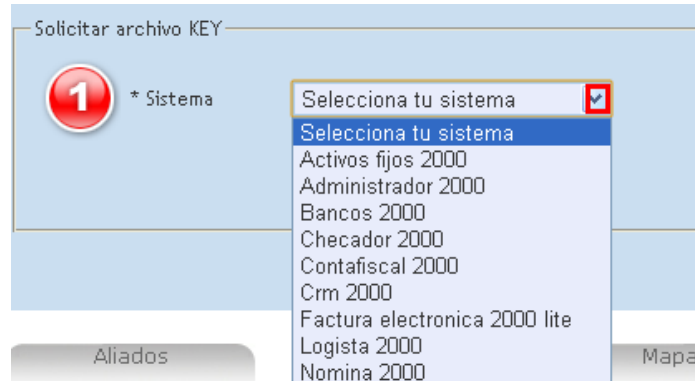 Solicitar archivo KEY
1 * Sistema Selecciona tu sistema
Selecciona tu sistema
Activos fijos 2000
Administrador 2000
Bancos 2000
Checador 2000
Contafiscal 2000
Crm 2000
Factura electronica 2000 lite
Logista 2000
Nomina 2000
Aliados
Mapa